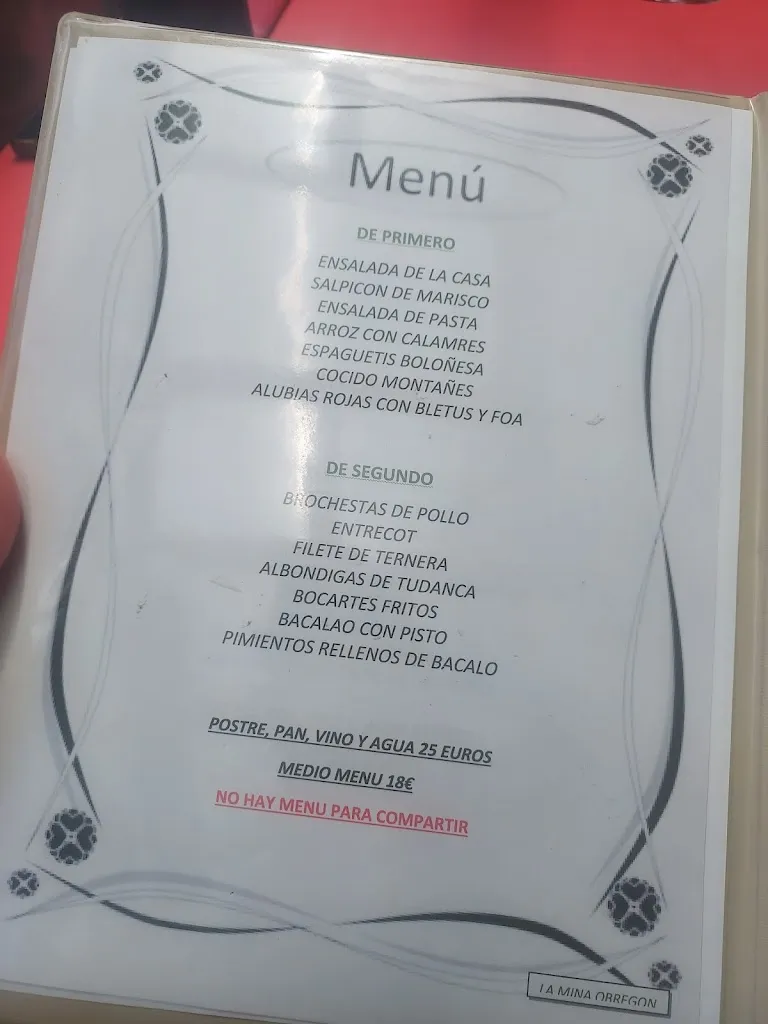 Menú
DE PRIMERO
ENSALADA DE LA CASA
SALPICON DE MARISCO
ENSALADA DE PASTA
ARROZ CON CALAMRES
ESPAGUETIS BOLOÑESA
COCIDO MONTAÑES
ALUBIAS ROJAS CON BLETUS Y FOA
DE SEGUNDO
BROCHESTAS DE POLLO
ENTRECOT
FILETE DE TERNERA
ALBONDIGAS DE TUDANCA
BOCARTES FRITOS
BACALAO CON PISTO
PIMIENTOS RELLENOS DE BACALO
POSTRE, PAN, VINO Y AGUA 25 EUROS
MEDIO MENU 18€
NO HAY MENU PARA COMPARTIR
LA MINA OBREGON